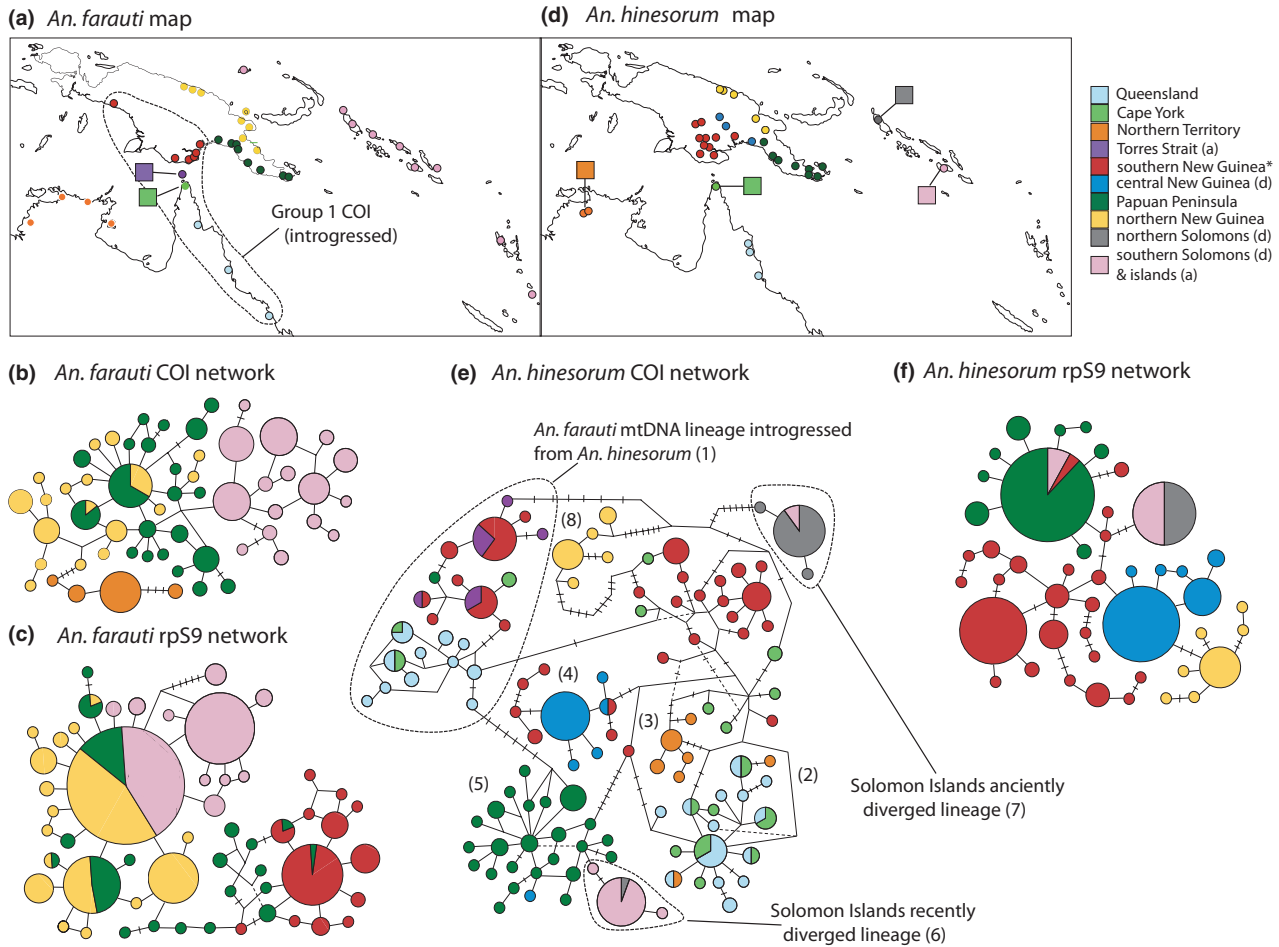 (a) An. farauti map
(d) An. hinesorum map
Group 1 COI
(introgressed)
Queensland
Cape York
Northern Territory
Torres Strait (a)
southern New Guinea*
central New Guinea (d)
Papuan Peninsula
northern New Guinea
northern Solomons (d)
southern Solomons (d)
& islands (a)
(b) An. farauti COI network
(e) An. hinesorum COI network
(f) An. hinesorum rpS9 network
An. farauti mtDNA lineage introgressed
from An. hinesorum (1)
(8)
(c) An. farauti rpS9 network
(4)
(3)
(2)
(5)
Solomon Islands anciently
diverged lineage (7)
Solomon Islands recently
diverged lineage (6)